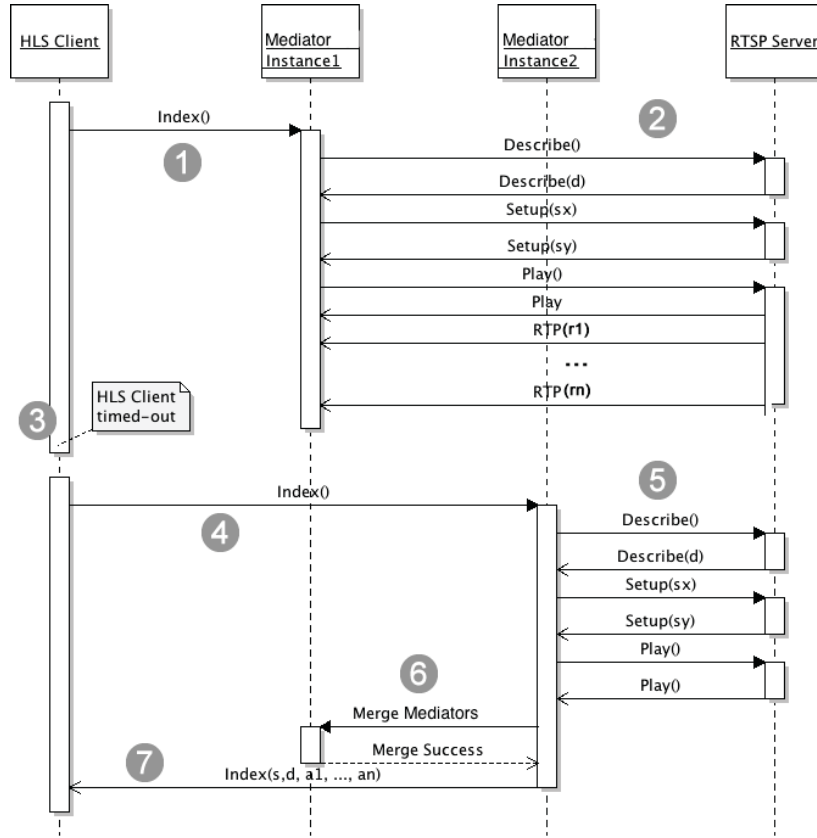 HLS Client
Mediator
Instance1
Mediator
Instance2
RTSP Server
Index()
1
2
Describe()
Describe(d)
Setup(sx)
Setup(sy)
Play()
Play
RTP(r1)
...
RTP(rn)
HLS Client
timed-out
3
Index()
4
5
Describe()
Describe(d)
Setup(sx)
Setup(sy)
Play()
Play()
6
Merge Mediators
Merge Success
7
Index(s,d, a1, ..., an)